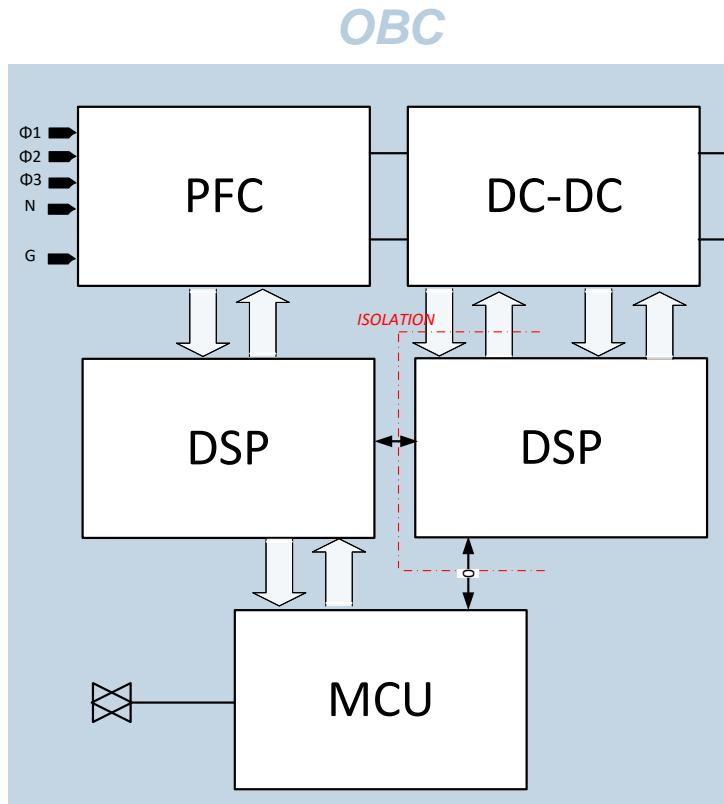 OBC
Φ1
Φ2
Φ3
N
G
PFC
DC-DC
ISOLATION
DSP
DSP
MCU